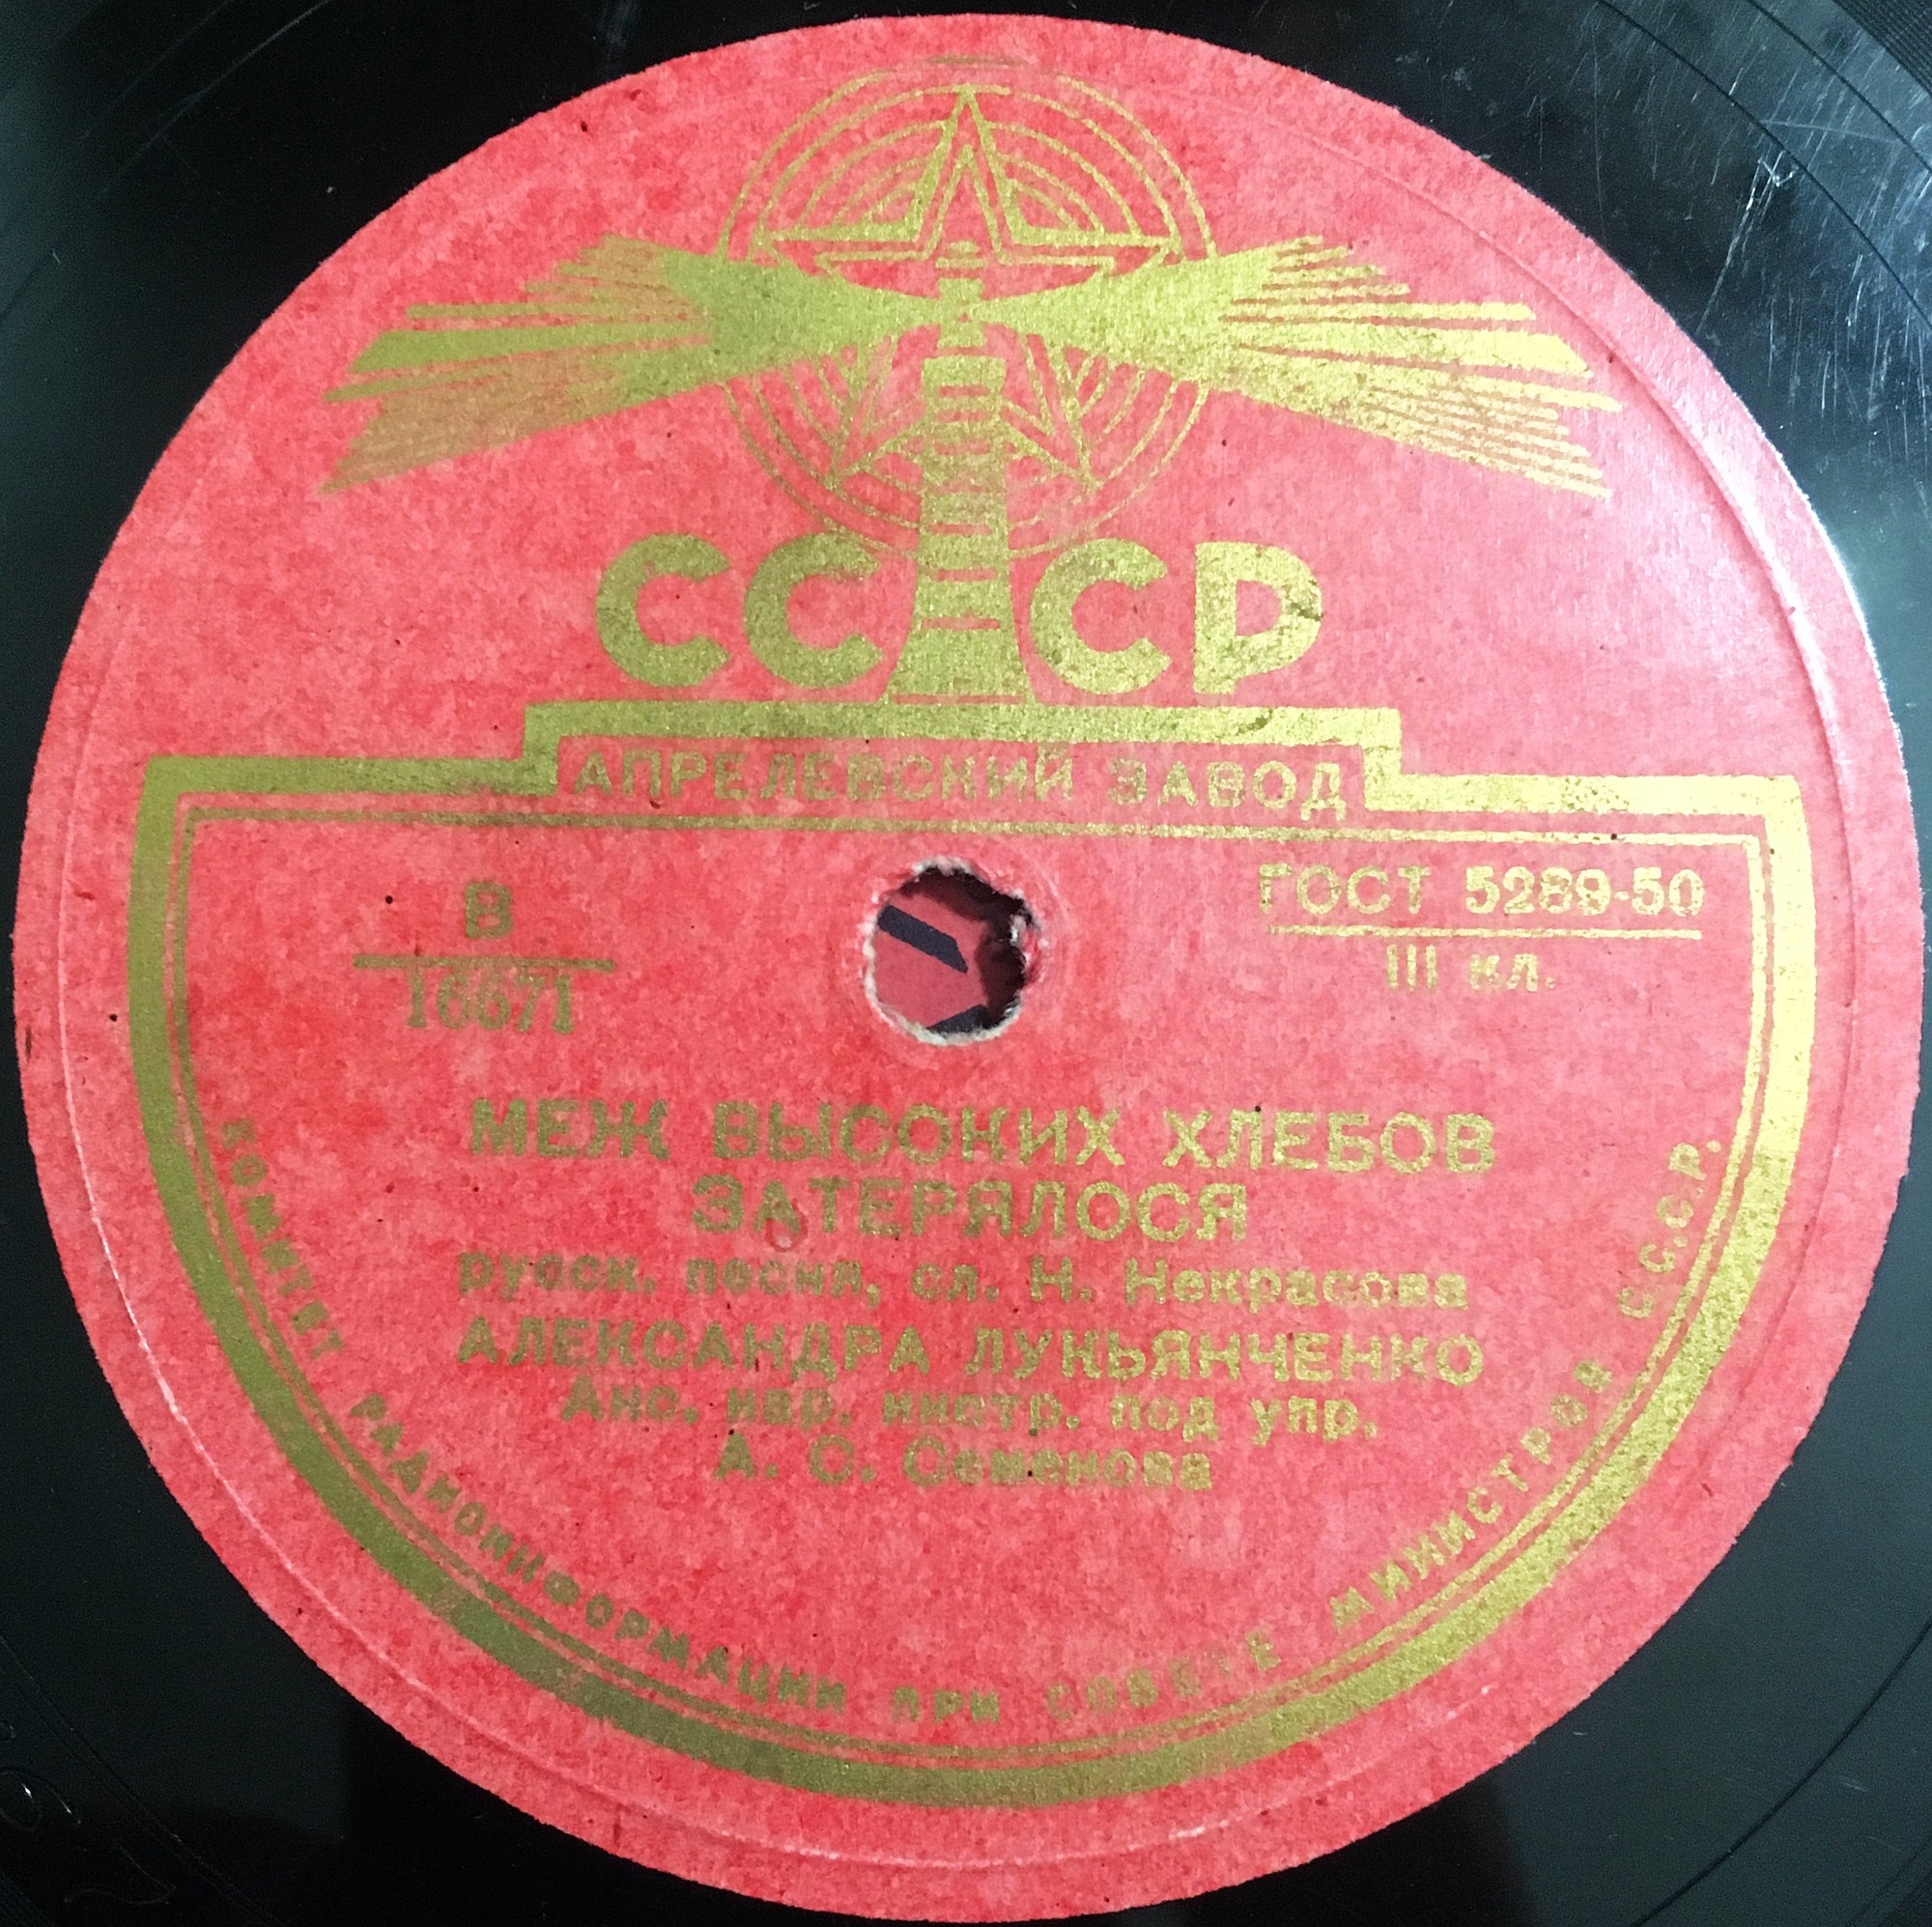 СССР
АПРЕЛЕВСКИЙ ЗАВОД
В
16671
ГОСТ 5289-50
III кл.
МЕЖ ВЫСОКИХ ХЛЕБОВ
ЗАТЕРЯЛОСЯ
русск. песня, сл. Н. Некрасова
АЛЕКСАНДРА ЛУКЬЯНЧЕНКО
Анс. нар. инстр. под упр.
А. С. Семенова
КОМИТЕТ РАДИОИНФОРМАЦИИ ПРИ СОВЕТЕ МИНИСТРОВ С.С.С.Р.